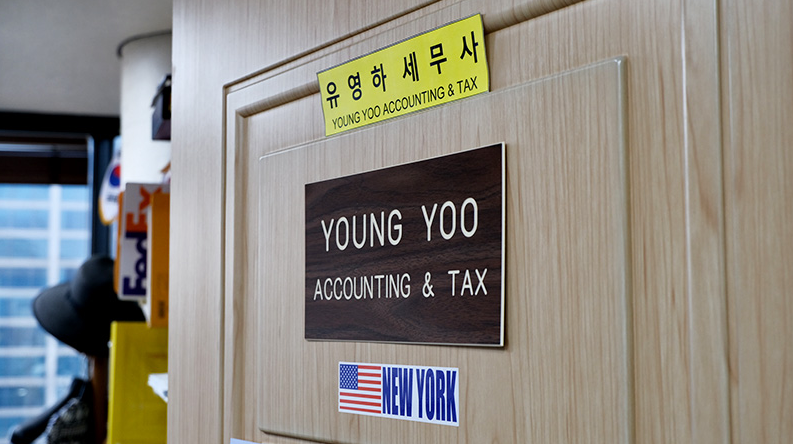 유영하 세무사
YOUNG YOO ACCOUNTING & TAX
YOUNG YOO
ACCOUNTING & TAX
NEW YORK
FedEx